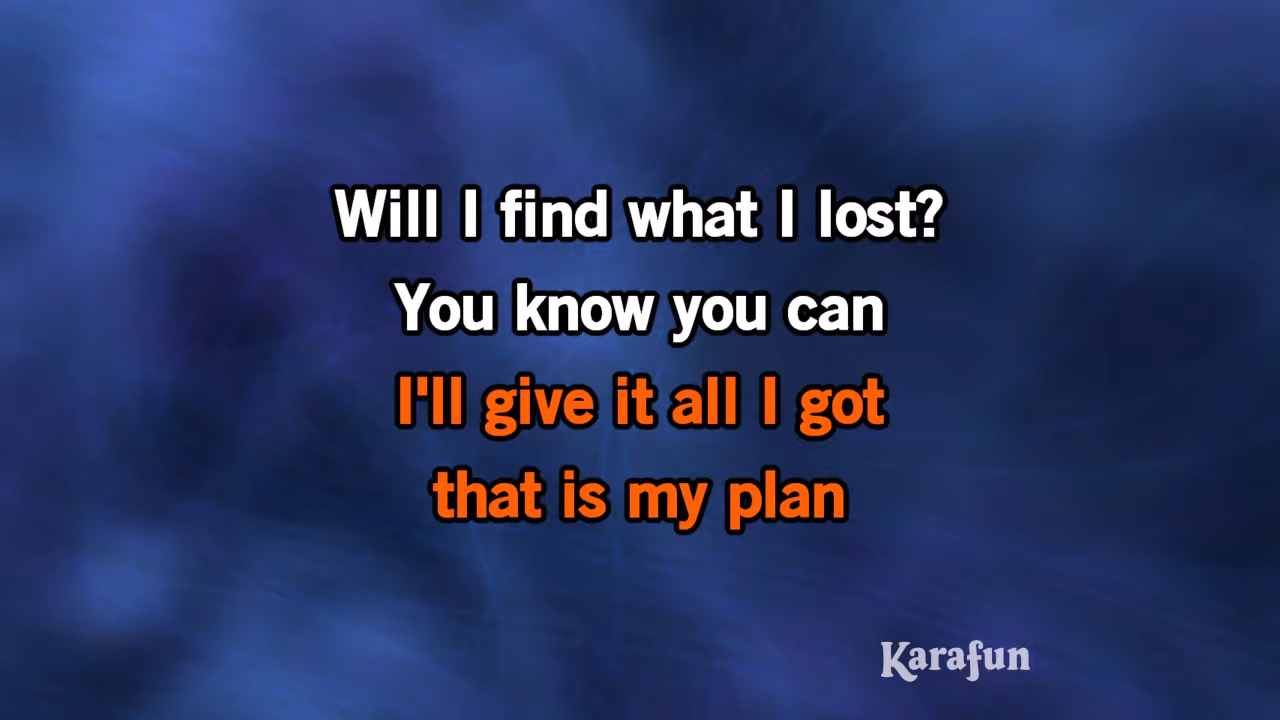 Will I find what I lost?
You know you can
I'll give it all I got
that is my plan
Karafun